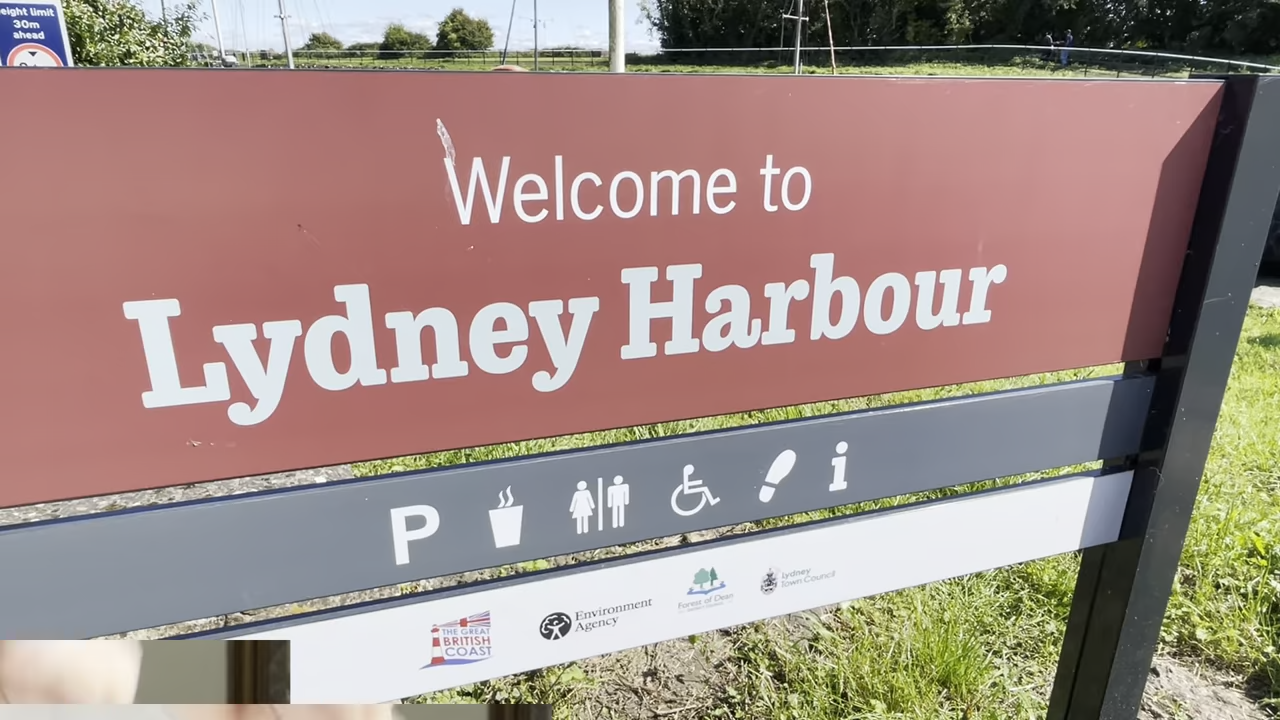 eight limit
30m
ahead
Welcome to
Lydney Harbour
P
i
THE GREAT
BRITISH
COAST
Environment
Agency
Forest of Dean
Lydney
Town Council